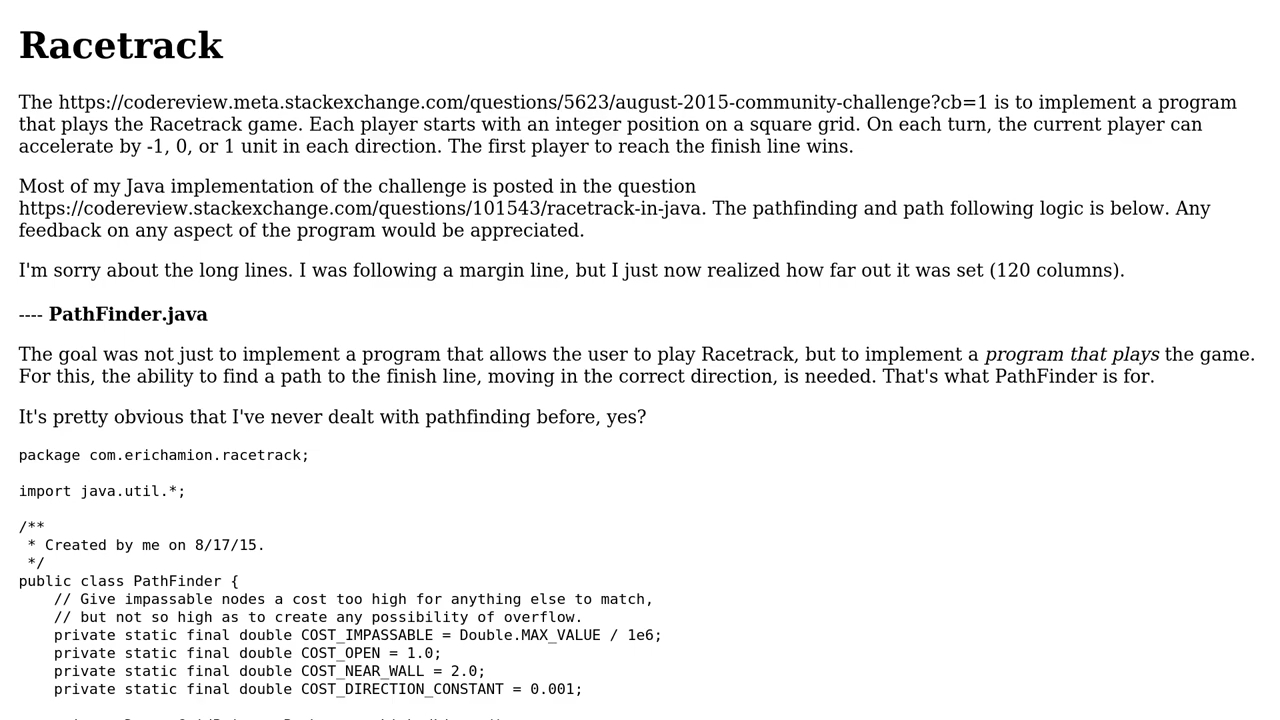 Racetrack
The https://codereview.meta.stackexchange.com/questions/5623/august-2015-community-challenge?cb=1 is to implement a program
that plays the Racetrack game. Each player starts with an integer position on a square grid. On each turn, the current player can
accelerate by -1, 0, or 1 unit in each direction. The first player to reach the finish line wins.
Most of my Java implementation of the challenge is posted in the question
https://codereview.stackexchange.com/questions/101543/racetrack-in-java. The pathfinding and path following logic is below. Any
feedback on any aspect of the program would be appreciated.
I'm sorry about the long lines. I was following a margin line, but I just now realized how far out it was set (120 columns).
---- PathFinder.java
The goal was not just to implement a program that allows the user to play Racetrack, but to implement a program that plays the game.
For this, the ability to find a path to the finish line, moving in the correct direction, is needed. That's what PathFinder is for.
It's pretty obvious that I've never dealt with pathfinding before, yes?
package com.erichamion.racetrack;
import java.util.*;
/**
 * Created by me on 8/17/15.
 */
public class PathFinder {
    // Give impassable nodes a cost too high for anything else to match,
    // but not so high as to create any possibility of overflow.
    private static final double COST_IMPASSABLE = Double.MAX_VALUE / 1e6;
    private static final double COST_OPEN = 1.0;
    private static final double COST_NEAR_WALL = 2.0;
    private static final double COST_DIRECTION_CONSTANT = 0.001;